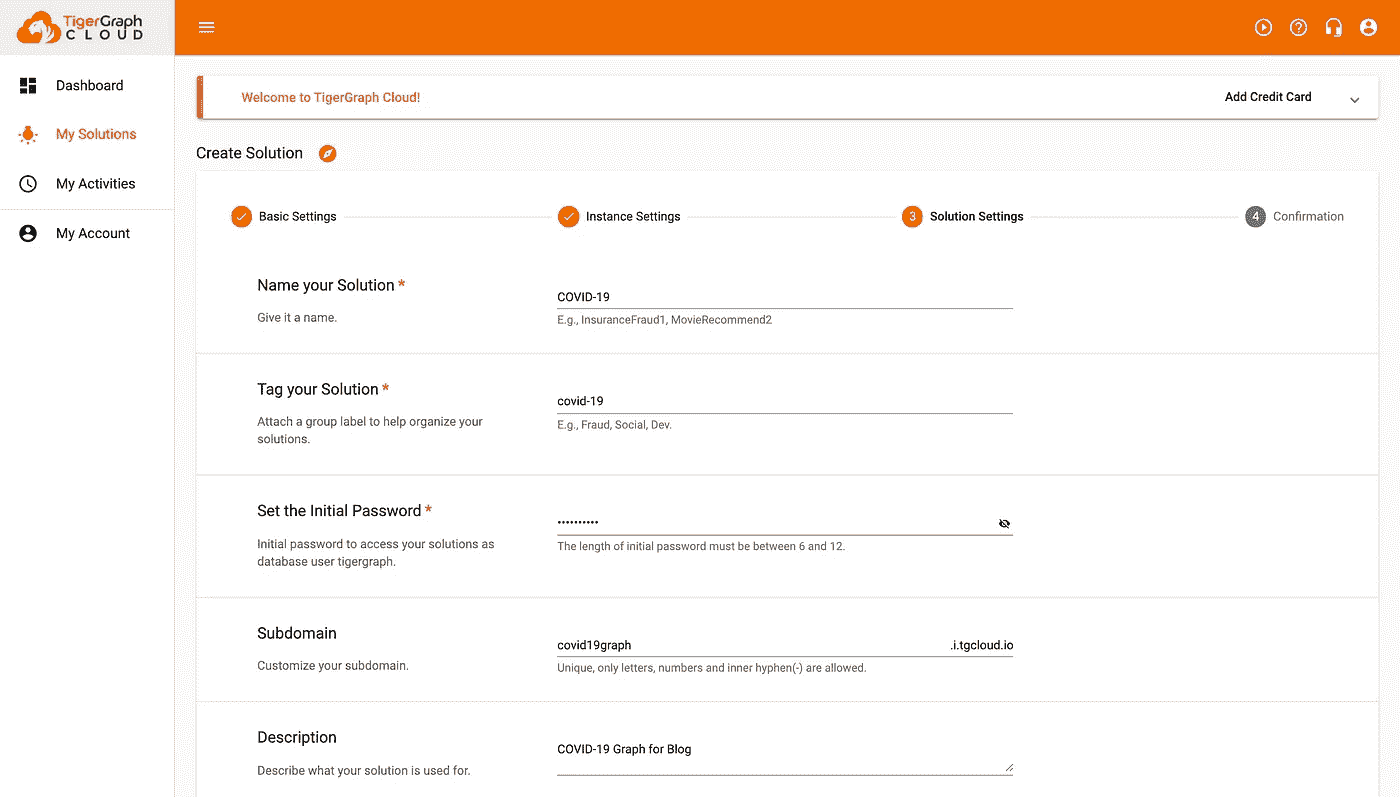 TigerGraph
CLOUD
Dashboard
My Solutions
My Activities
My Account
Welcome to TigerGraph Cloud!
Add Credit Card
Create Solution
Basic Settings
Instance Settings
3 Solution Settings
4 Confirmation
Name your Solution *
Give it a name.
COVID-19
E.g., InsuranceFraud1, MovieRecommend2
Tag your Solution *
Attach a group label to help organize your
solutions.
covid-19
E.g., Fraud, Social, Dev.
Set the Initial Password *
Initial password to access your solutions as
database user tigergraph.
••••••••••
The length of initial password must be between 6 and 12.
Subdomain
Customize your subdomain.
covid19graph .i.tgcloud.io
Unique, only letters, numbers and inner hyphen(-) are allowed.
Description
Describe what your solution is used for.
COVID-19 Graph for Blog